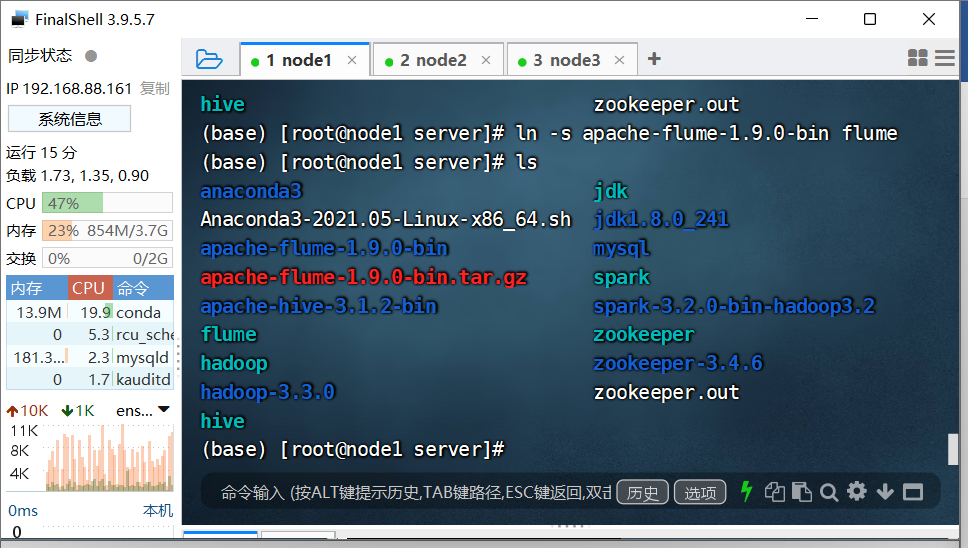 FinalShell 3.9.5.7
同步状态
IP 192.168.88.161 复制
系统信息
运行 15 分
负载 1.73, 1.35, 0.90
CPU 47%
内存 23% 854M/3.7G
交换 0% 0/2G
内存 CPU 命令
13.9M 19.9 conda
0 5.3 rcu_sche
181.3... 2.3 mysqld
0 1.7 kauditd
10K 1K ens...
11K
8K
4K
0ms 本机
0
1 node1 2 node2 3 node3
hive zookeeper.out
(base) [root@node1 server]# ln -s apache-flume-1.9.0-bin flume
(base) [root@node1 server]# ls
anaconda3 jdk
Anaconda3-2021.05-Linux-x86_64.sh jdk1.8.0_241
apache-flume-1.9.0-bin mysql
apache-flume-1.9.0-bin.tar.gz spark
apache-hive-3.1.2-bin spark-3.2.0-bin-hadoop3.2
flume zookeeper
hadoop zookeeper-3.4.6
hadoop-3.3.0 zookeeper.out
hive
(base) [root@node1 server]#
命令输入 (按ALT键提示历史,TAB键路径,ESC键返回,双击 历史 选项